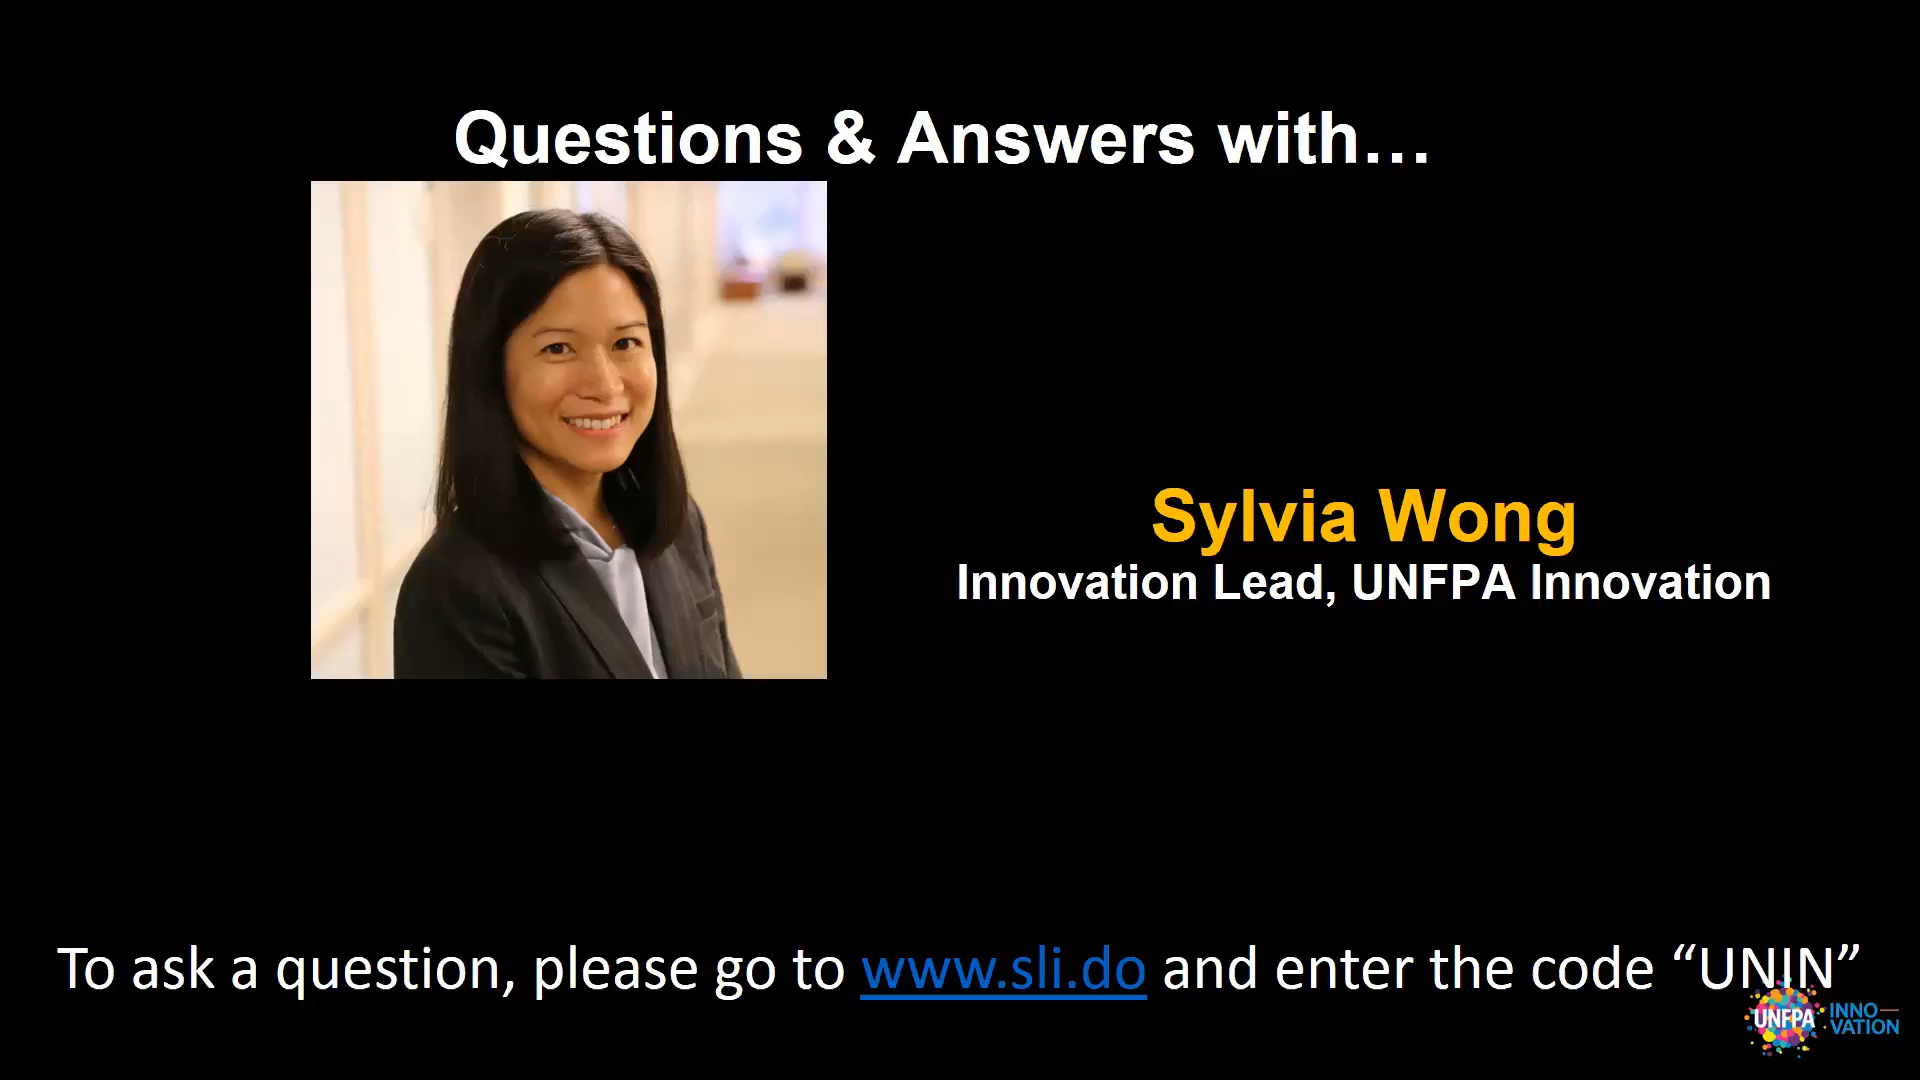 Questions & Answers with…
Sylvia Wong
Innovation Lead, UNFPA Innovation
To ask a question, please go to www.sli.do and enter the code “UNIN”
UNFPA
INNO—
VATION